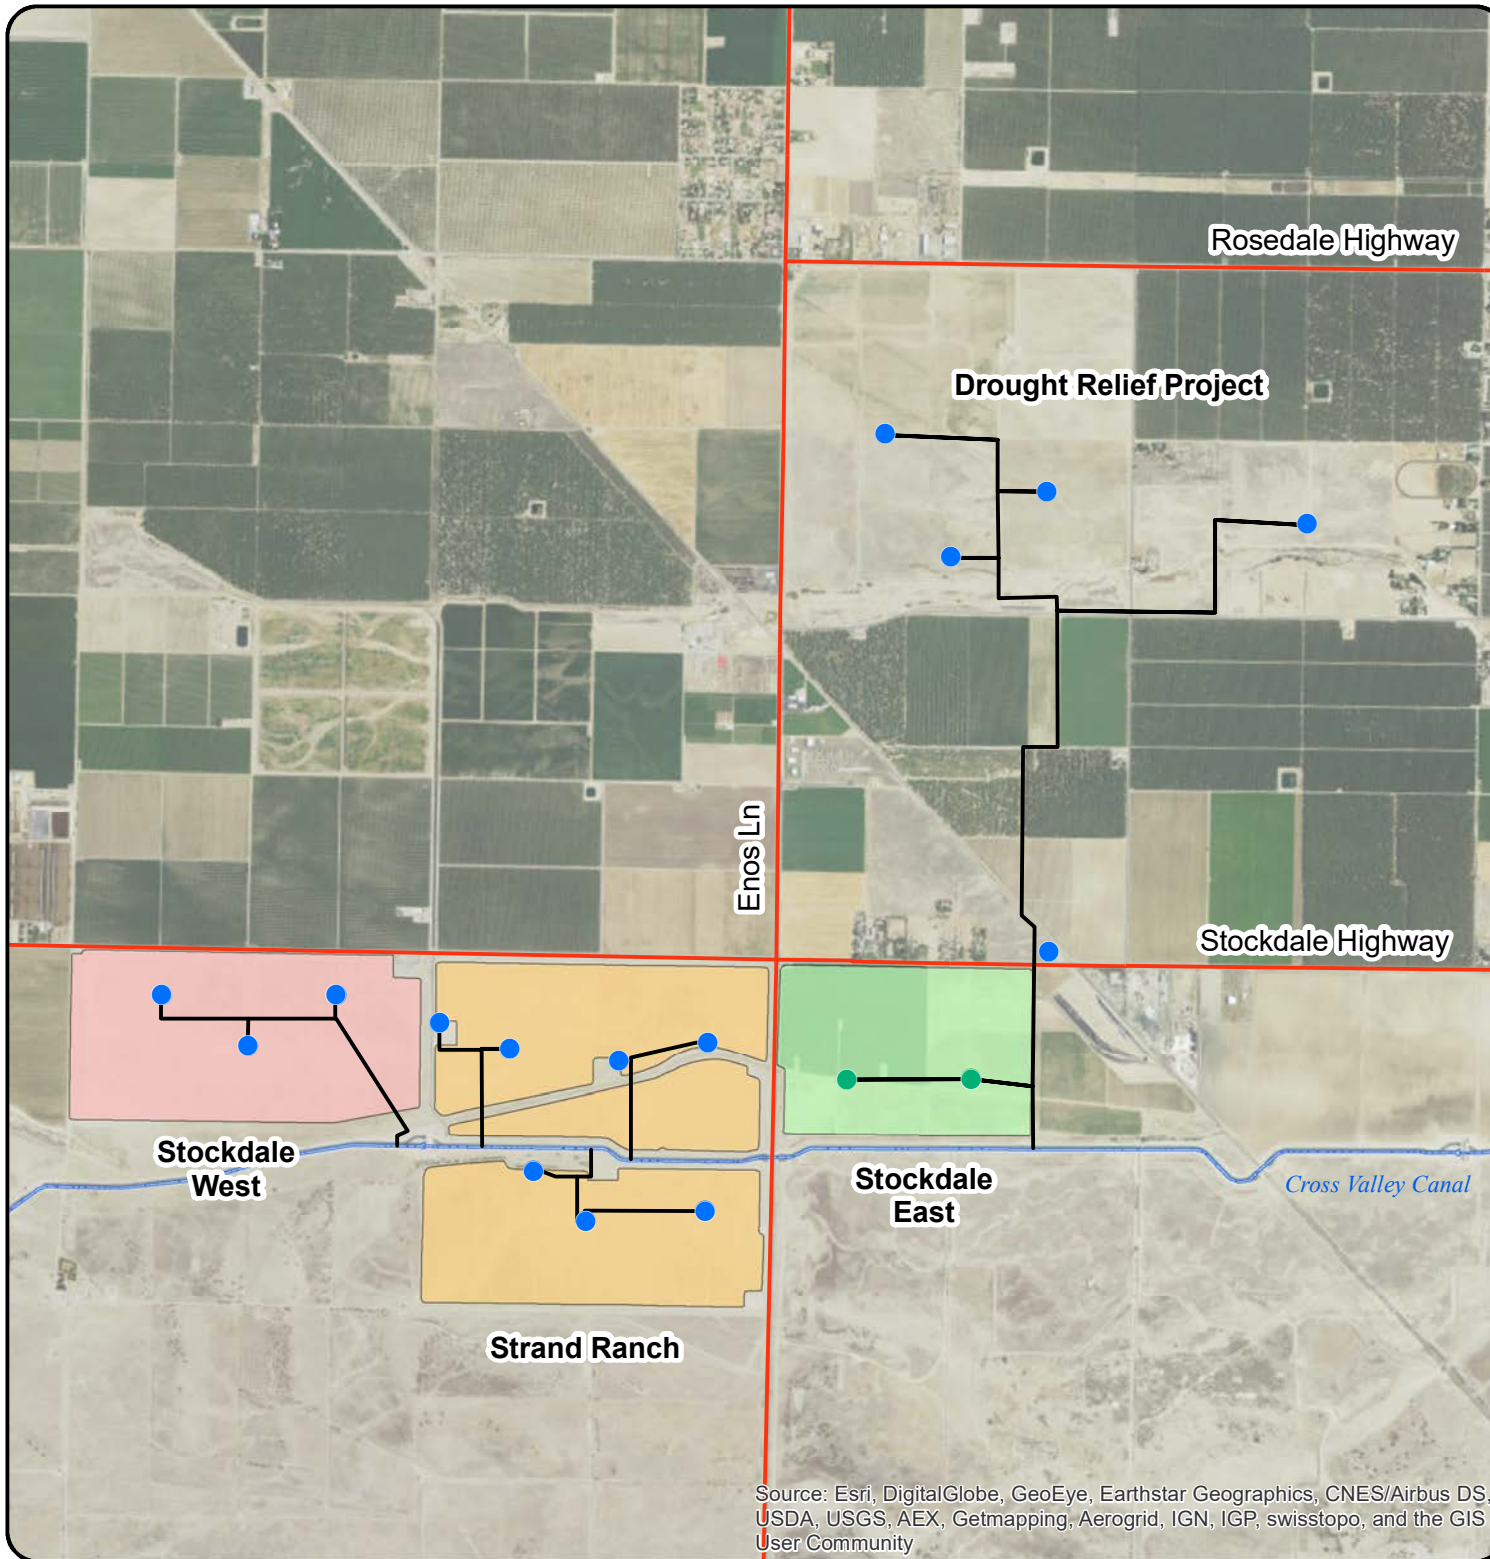 Rosedale Highway
Drought Relief Project
Enos Ln
Stockdale Highway
Stockdale
West
Stockdale
East
Cross Valley Canal
Strand Ranch
Source: Esri, DigitalGlobe, GeoEye, Earthstar Geographics, CNES/Airbus DS,
USDA, USGS, AEX, Getmapping, Aerogrid, IGN, IGP, swisstopo, and the GIS
User Community